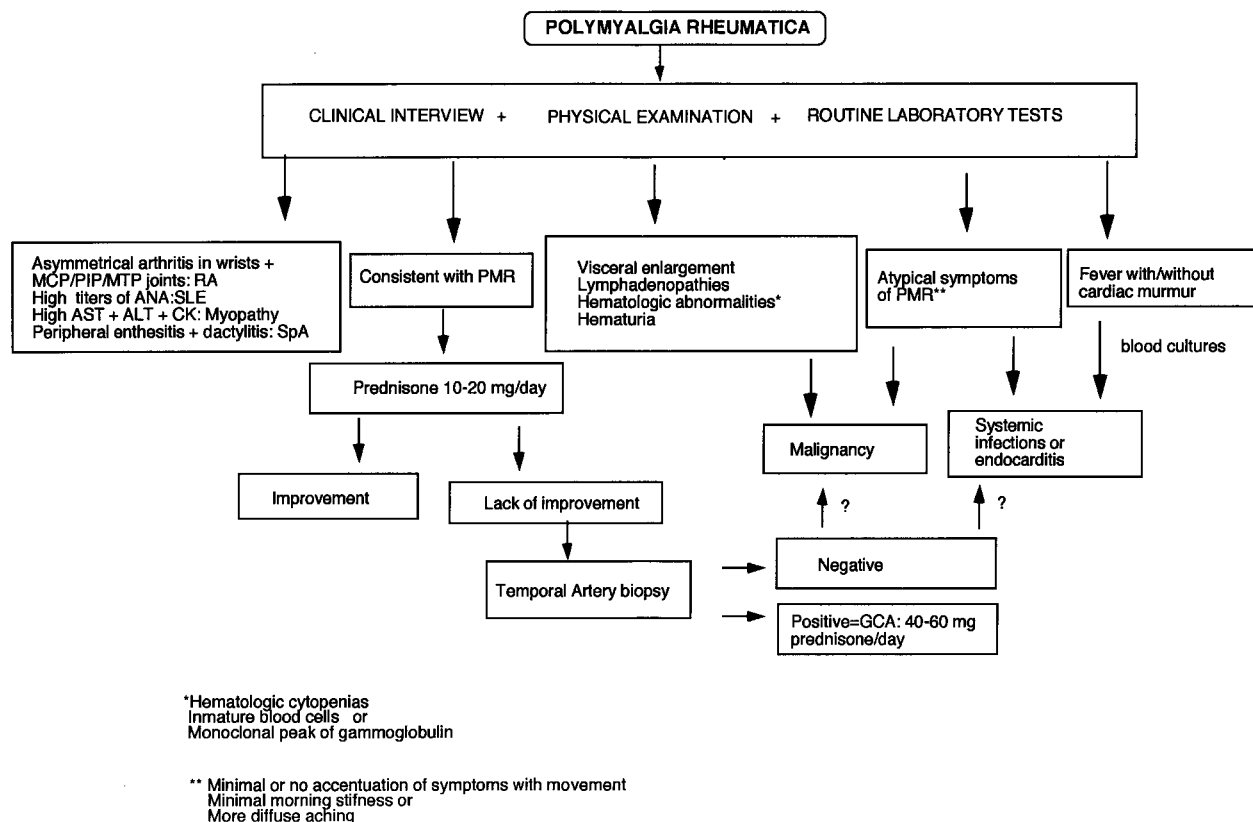 POLYMYALGIA RHEUMATICA
CLINICAL INTERVIEW + PHYSICAL EXAMINATION + ROUTINE LABORATORY TESTS
Asymmetrical arthritis in wrists +
MCP/PIP/MTP joints: RA
High titers of ANA:SLE
High AST + ALT + CK: Myopathy
Peripheral enthesitis + dactylitis: SpA
Consistent with PMR
Visceral enlargement
Lymphadenopathies
Hematologic abnormalities*
Hematuria
Atypical symptoms
of PMR**
Fever with/without
cardiac murmur
blood cultures
Prednisone 10-20 mg/day
Malignancy
Systemic
infections or
endocarditis
Improvement
Lack of improvement
?
?
Temporal Artery biopsy
Negative
Positive=GCA: 40-60 mg
prednisone/day
*Hematologic cytopenias
Inmature blood cells or
Monoclonal peak of gammoglobulin
** Minimal or no accentuation of symptoms with movement
Minimal morning stifness or
More diffuse aching